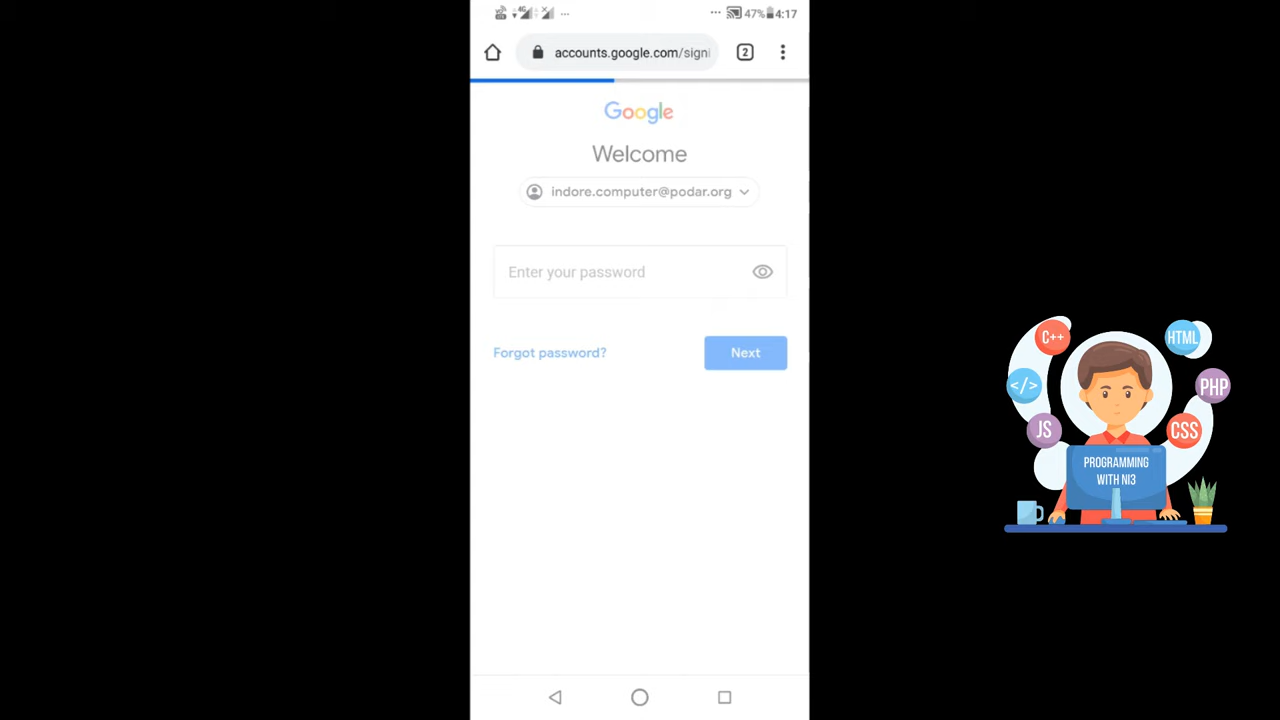 4G
47% 4:17
accounts.google.com/signi
2
Google
Welcome
indore.computer@podar.org
Enter your password
Forgot password?
Next
C++
HTML
</>
PHP
JS
CSS
PROGRAMMING
WITH NI3